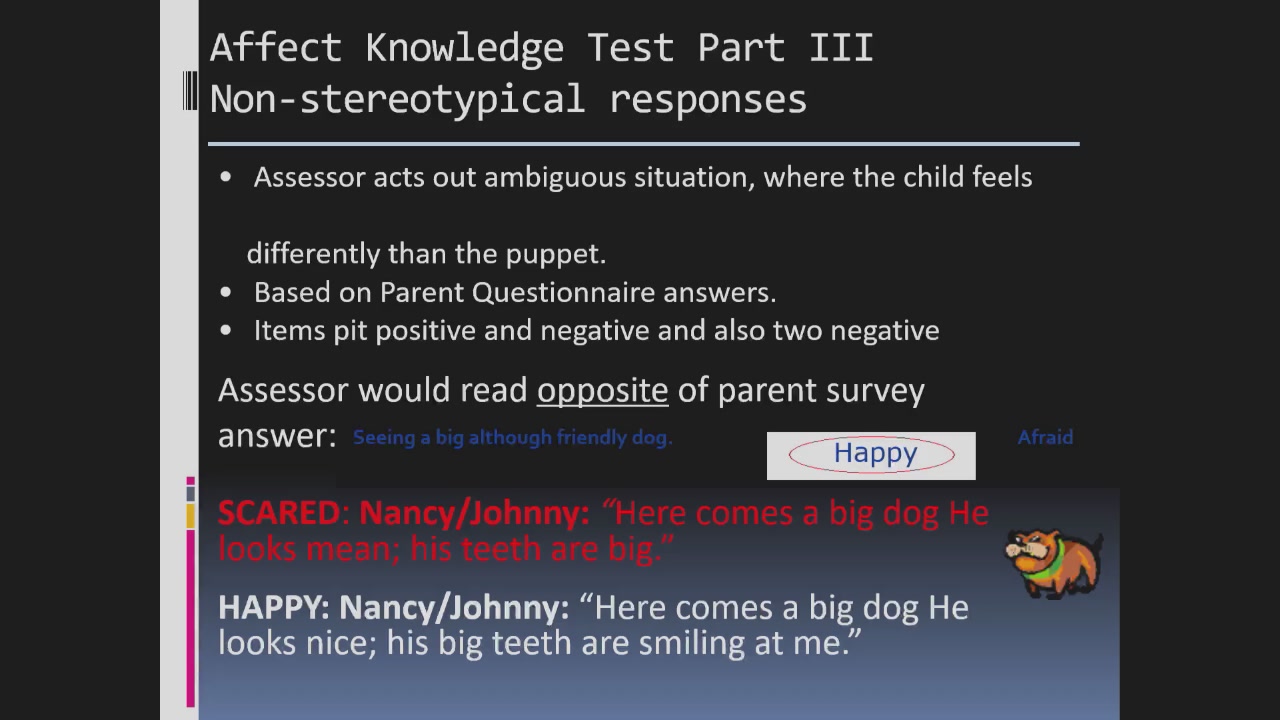 Affect Knowledge Test Part III
Non-stereotypical responses
• Assessor acts out ambiguous situation, where the child feels
differently than the puppet.
• Based on Parent Questionnaire answers.
• Items pit positive and negative and also two negative
Assessor would read opposite of parent survey
answer: Seeing a big although friendly dog. Happy Afraid
SCARED: Nancy/Johnny: “Here comes a big dog He
looks mean; his teeth are big.”
HAPPY: Nancy/Johnny: “Here comes a big dog He
looks nice; his big teeth are smiling at me.”